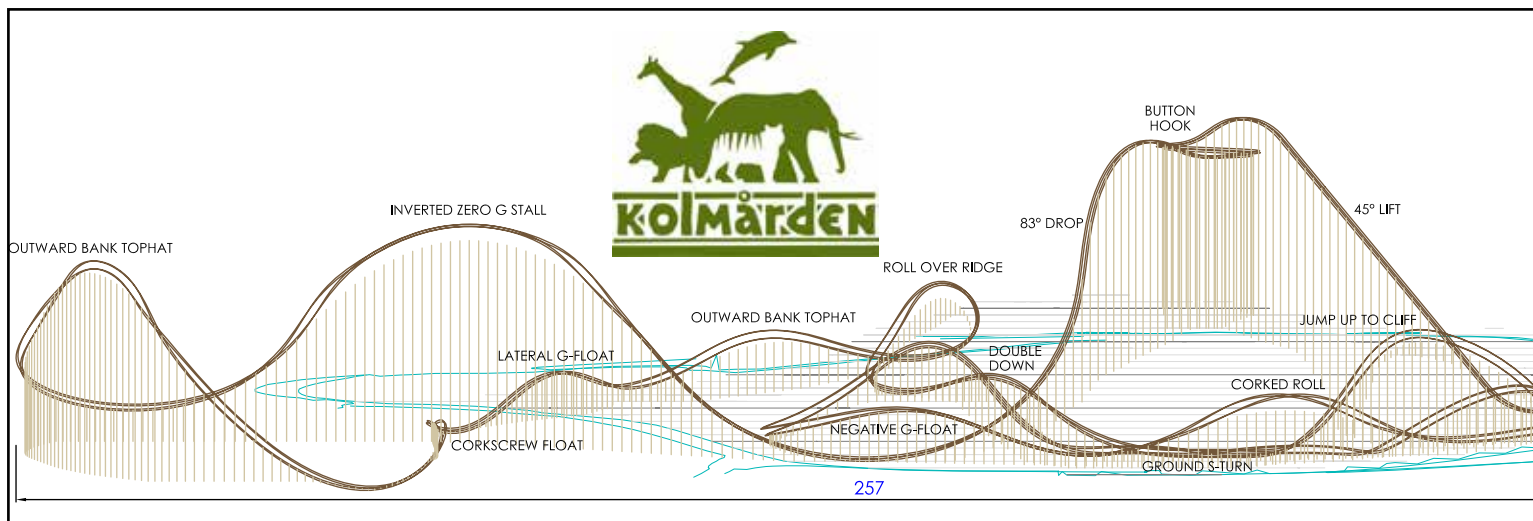 BUTTON
HOOK
KOLMÅRDEN
INVERTED ZERO G STALL
45° LIFT
83° DROP
OUTWARD BANK TOPHAT
ROLL OVER RIDGE
OUTWARD BANK TOPHAT
JUMP UP TO CLIFF
LATERAL G-FLOAT
DOUBLE
DOWN
CORKED ROLL
NEGATIVE G-FLOAT
CORKSCREW FLOAT
GROUND S-TURN
257